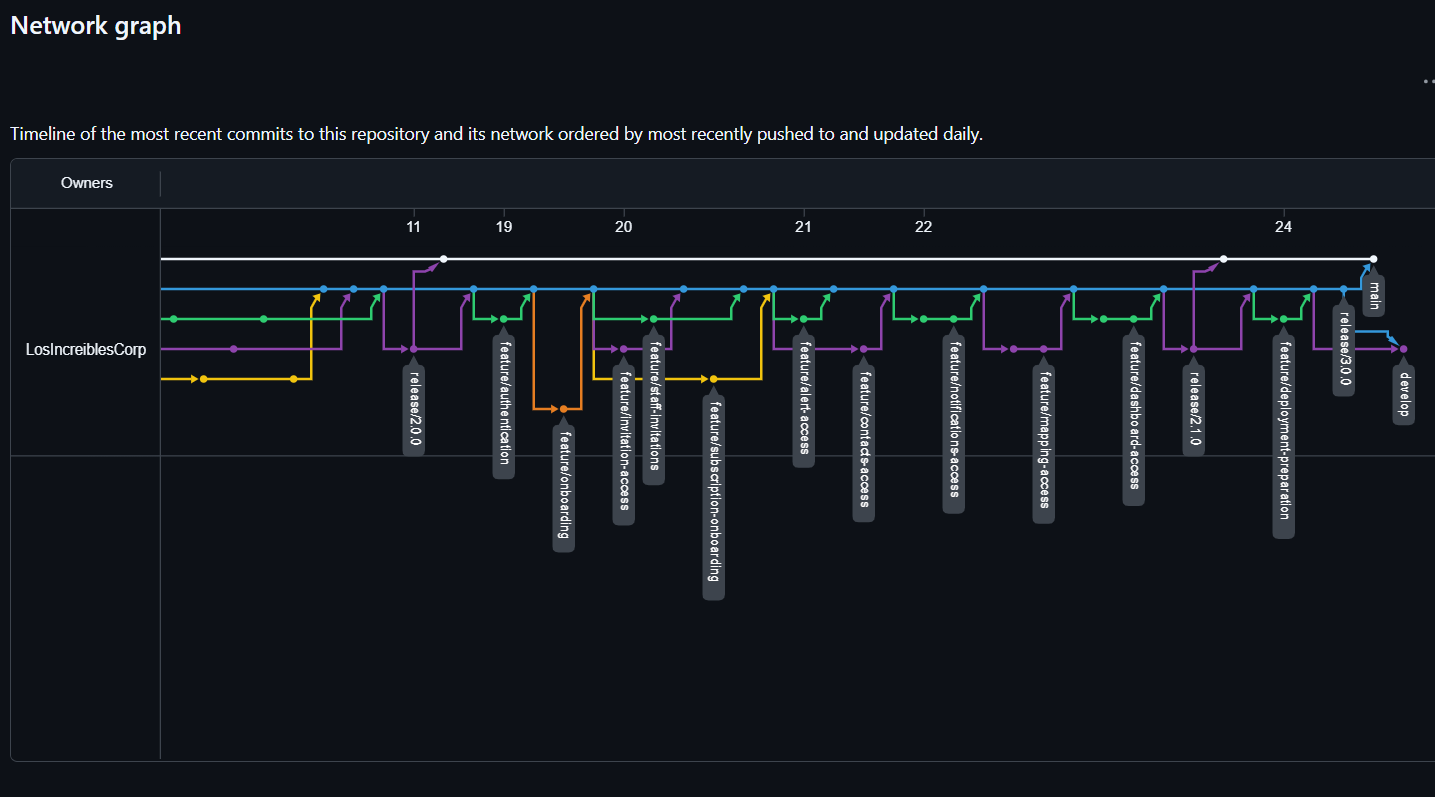 Network graph
Timeline of the most recent commits to this repository and its network ordered by most recently pushed to and updated daily.
Owners
11
19
20
21
22
24
LosIncreiblesCorp
release/2.0.0
feature/authentication
feature/onboarding
feature/invitation-access
feature/staff-invitations
feature/subscription-onboarding
feature/alert-access
feature/contacts-access
feature/notifications-access
feature/mapping-access
feature/dashboard-access
release/2.1.0
feature/deployment-preparation
release/3.0.0
main
develop